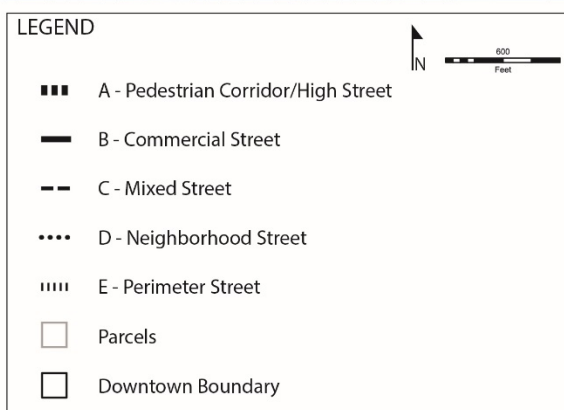 LEGEND
N
600
Feet
A - Pedestrian Corridor/High Street
B - Commercial Street
C - Mixed Street
D - Neighborhood Street
E - Perimeter Street
Parcels
Downtown Boundary